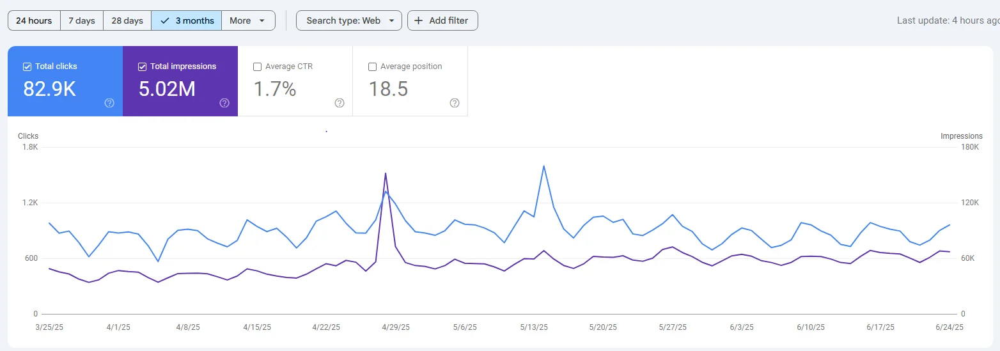 24 hours 7 days 28 days 3 months More Search type: Web Add filter Last update: 4 hours ago
Total clicks Total impressions Average CTR Average position
82.9K 5.02M 1.7% 18.5
Clicks Impressions
1.8K 180K
1.2K 120K
600 60K
0 0
3/25/25 4/1/25 4/8/25 4/15/25 4/22/25 4/29/25 5/6/25 5/13/25 5/20/25 5/27/25 6/3/25 6/10/25 6/17/25 6/24/25